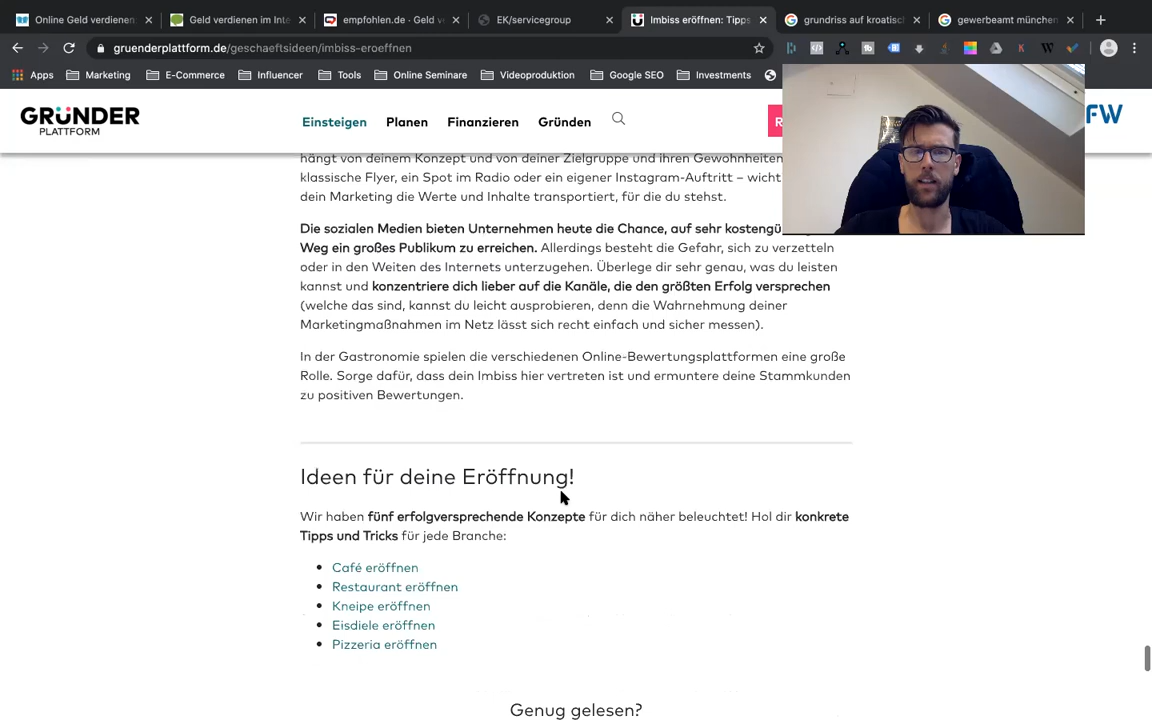 Online Geld verdienen:
Geld verdienen im Inte
empfohlen.de - Geld v
EK/servicegroup
Imbiss eröffnen: Tipps
grundriss auf kroatisch
gewerbeamt münchen
gruenderplattform.de/geschaeftsideen/imbiss-eroeffnen
Apps
Marketing
E-Commerce
Influencer
Tools
Online Seminare
Videoproduktion
Google SEO
Investments
GRÜNDER
PLATTFORM
Einsteigen
Planen
Finanzieren
Gründen
R
FW
hängt von deinem Konzept und von deiner Zielgruppe und ihren Gewohnheiten
klassische Flyer, ein Spot im Radio oder ein eigener Instagram-Auftritt – wicht
dein Marketing die Werte und Inhalte transportiert, für die du stehst.
Die sozialen Medien bieten Unternehmen heute die Chance, auf sehr kostengü
Weg ein großes Publikum zu erreichen. Allerdings besteht die Gefahr, sich zu verzetteln
oder in den Weiten des Internets unterzugehen. Überlege dir sehr genau, was du leisten
kannst und konzentriere dich lieber auf die Kanäle, die den größten Erfolg versprechen
(welche das sind, kannst du leicht ausprobieren, denn die Wahrnehmung deiner
Marketingmaßnahmen im Netz lässt sich recht einfach und sicher messen).
In der Gastronomie spielen die verschiedenen Online-Bewertungsplattformen eine große
Rolle. Sorge dafür, dass dein Imbiss hier vertreten ist und ermuntere deine Stammkunden
zu positiven Bewertungen.
Ideen für deine Eröffnung!
Wir haben fünf erfolgversprechende Konzepte für dich näher beleuchtet! Hol dir konkrete
Tipps und Tricks für jede Branche:
Café eröffnen
Restaurant eröffnen
Kneipe eröffnen
Eisdiele eröffnen
Pizzeria eröffnen
Genug gelesen?